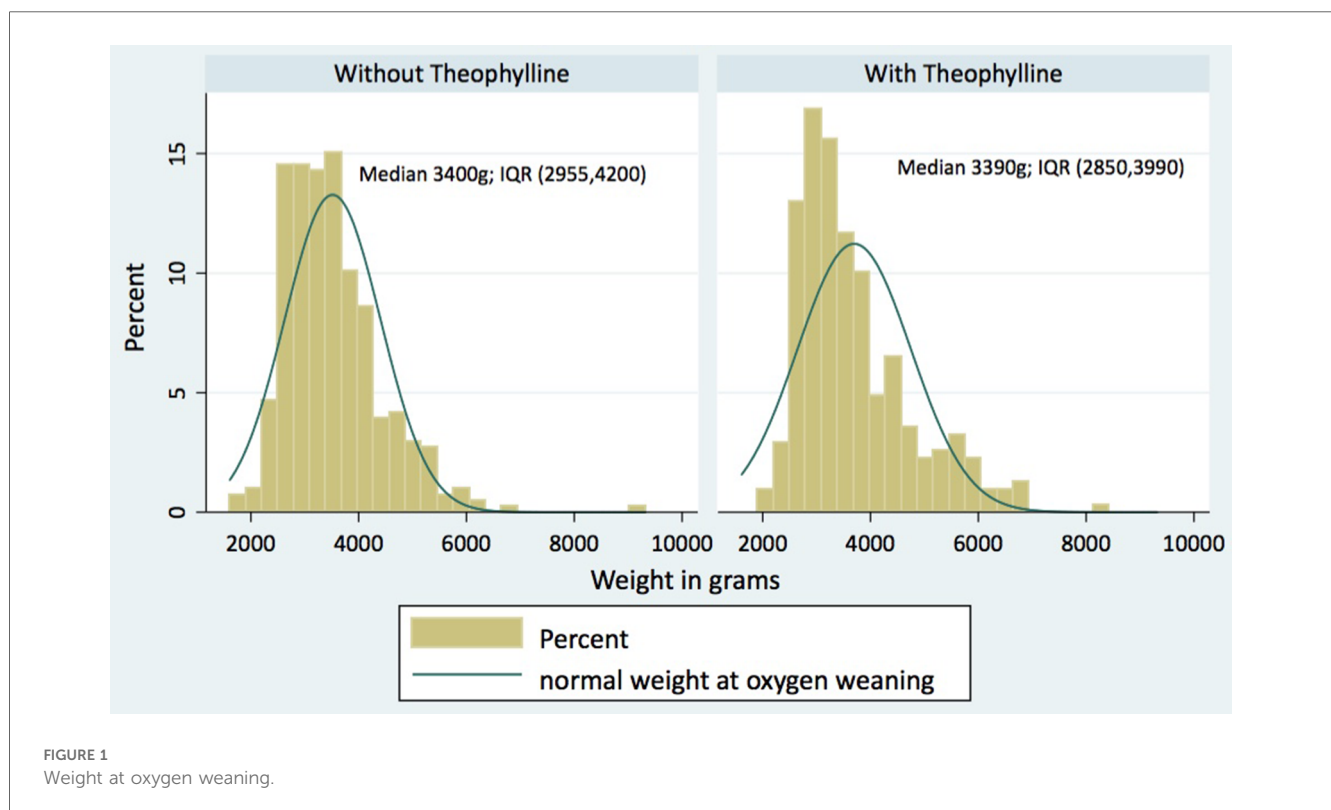 Without Theophylline
With Theophylline
Median 3400g; IQR (2955,4200)
Median 3390g; IQR (2850,3990)
Percent
15
10
5
0
2000 4000 6000 8000 10000
2000 4000 6000 8000 10000
Weight in grams
Percent
normal weight at oxygen weaning
FIGURE 1
Weight at oxygen weaning.